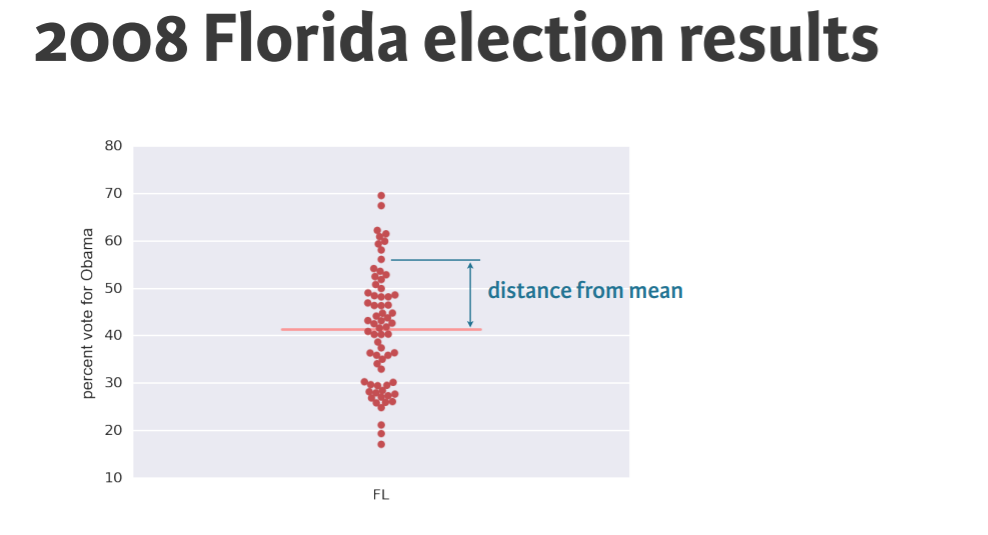 2008 Florida election results
80
70
60
50
40
30
20
10
percent vote for Obama
distance from mean
FL